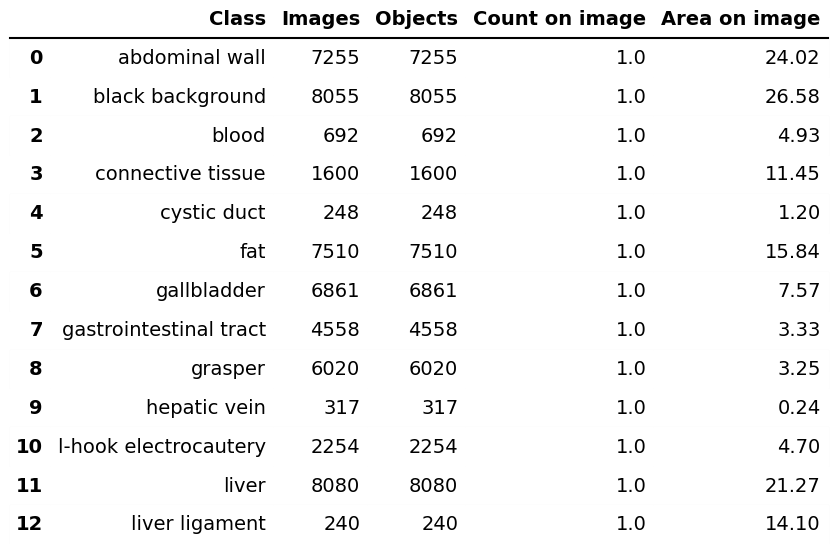 Class Images Objects Count on image Area on image
0 abdominal wall 7255 7255 1.0 24.02
1 black background 8055 8055 1.0 26.58
2 blood 692 692 1.0 4.93
3 connective tissue 1600 1600 1.0 11.45
4 cystic duct 248 248 1.0 1.20
5 fat 7510 7510 1.0 15.84
6 gallbladder 6861 6861 1.0 7.57
7 gastrointestinal tract 4558 4558 1.0 3.33
8 grasper 6020 6020 1.0 3.25
9 hepatic vein 317 317 1.0 0.24
10 l-hook electrocautery 2254 2254 1.0 4.70
11 liver 8080 8080 1.0 21.27
12 liver ligament 240 240 1.0 14.10